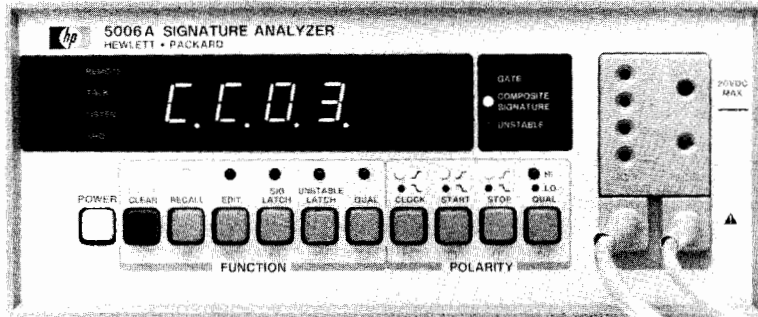 hp 5006A SIGNATURE ANALYZER
HEWLETT • PACKARD
REMOTE
TALK
LISTEN
SRQ
C.C.0.3.
GATE
COMPOSITE
SIGNATURE
UNSTABLE
20VDC
MAX
HI
LO
POWER CLEAR RECALL EDIT SIG LATCH UNSTABLE LATCH QUAL CLOCK START STOP QUAL
FUNCTION POLARITY